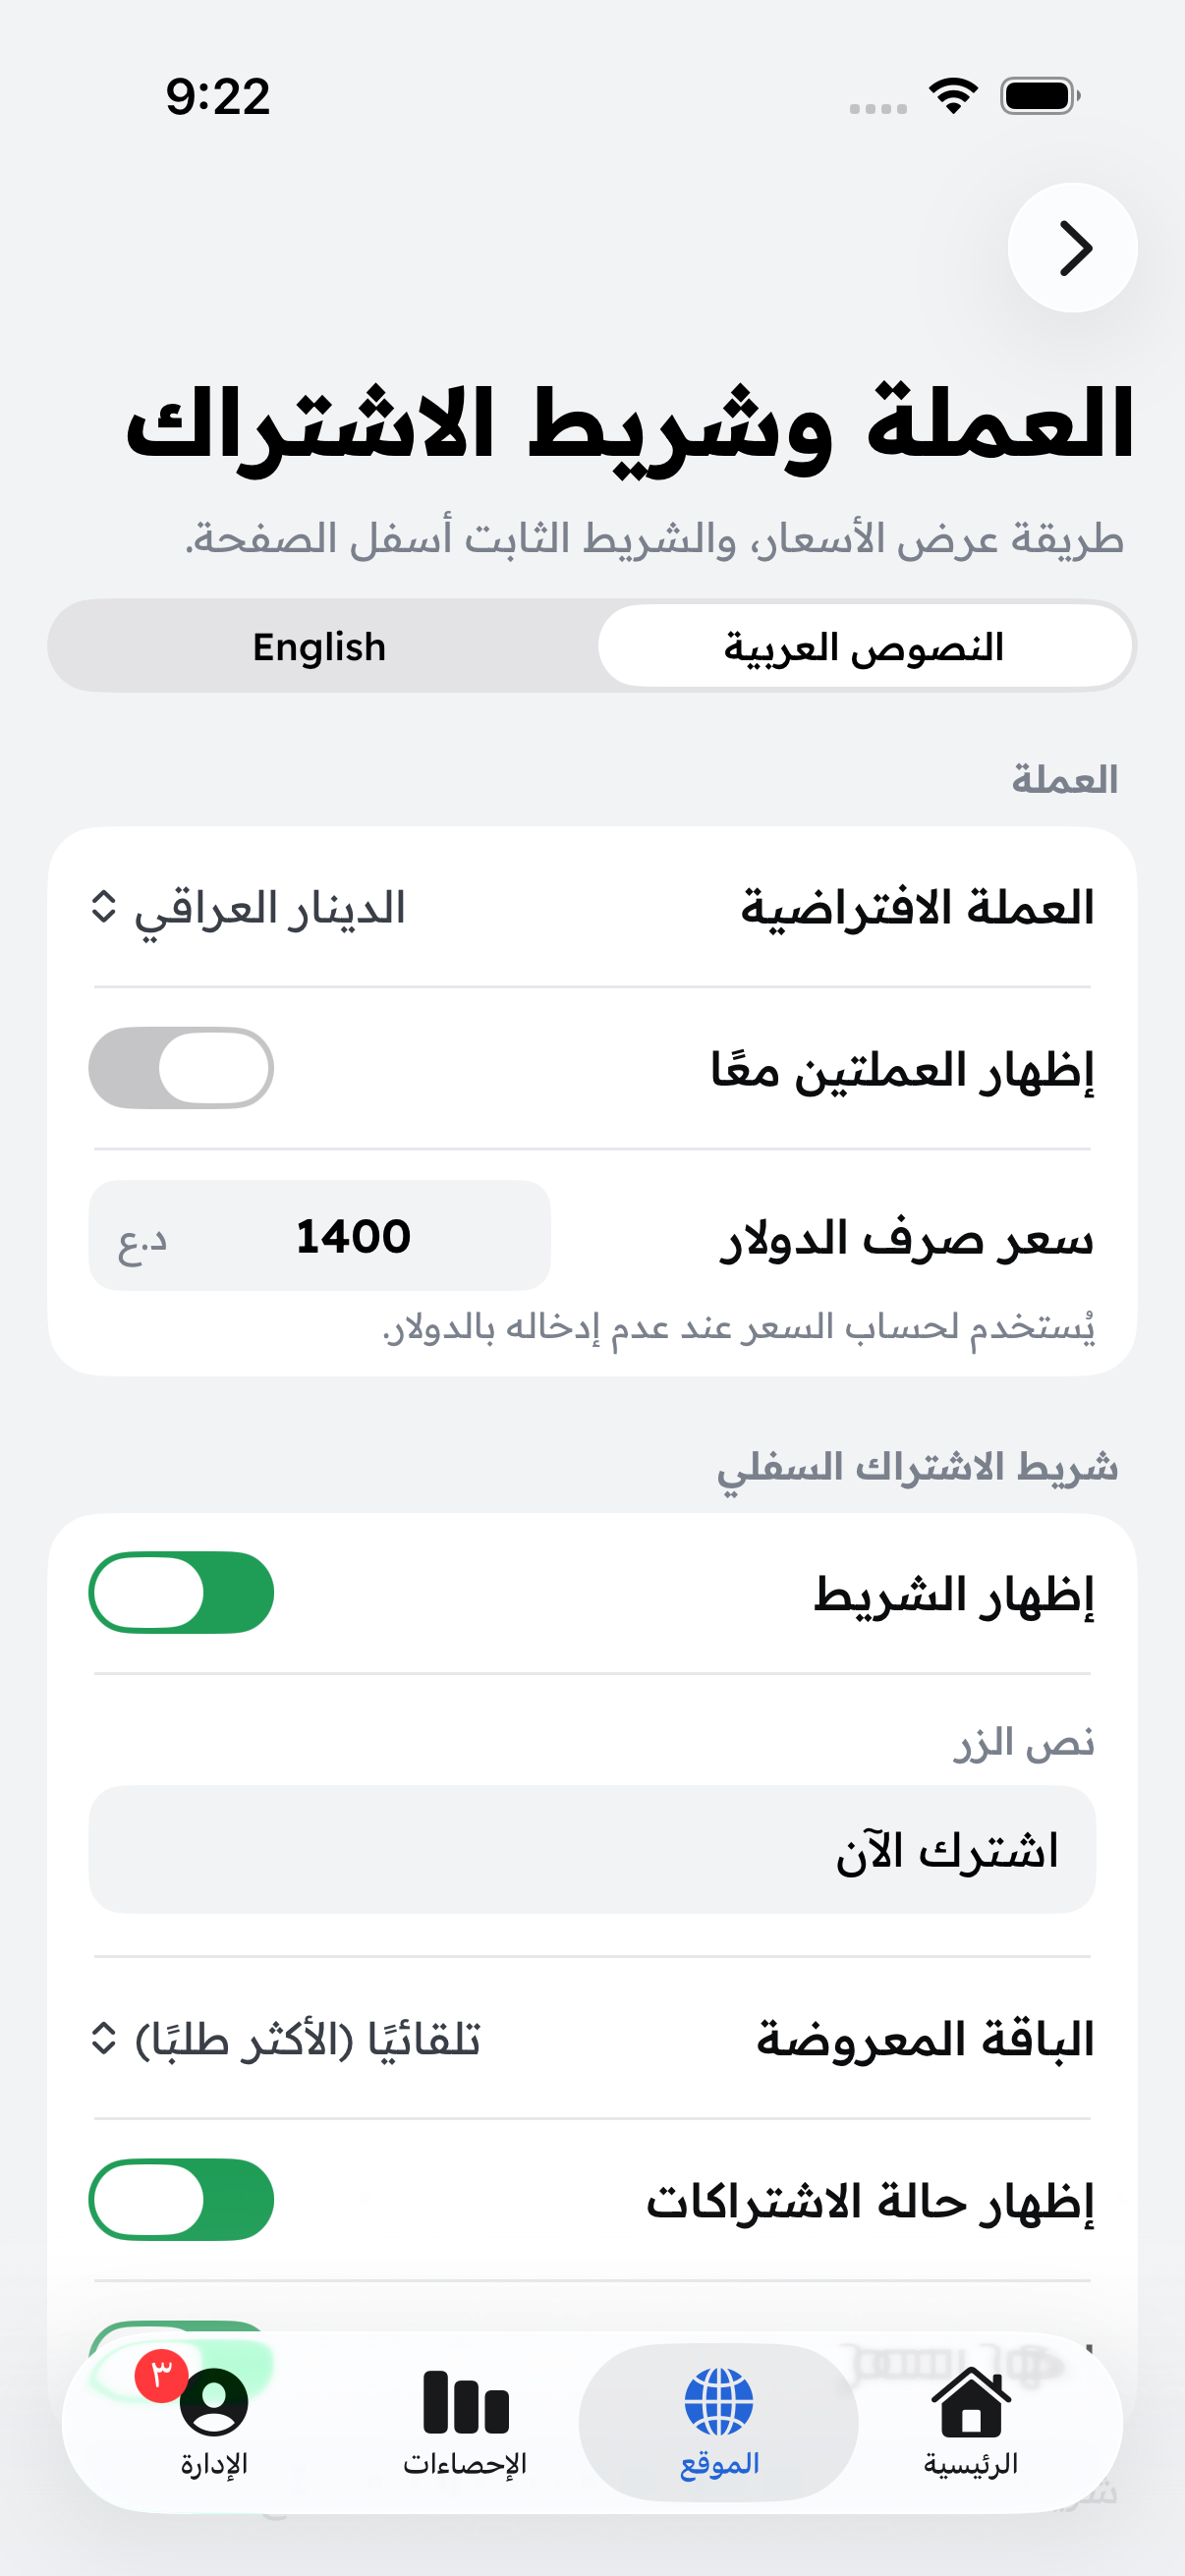 9:22
العملة وشريط الاشتراك
طريقة عرض الأسعار، والشريط الثابت أسفل الصفحة.
النصوص العربية
English
العملة
العملة الافتراضية
الدينار العراقي
إظهار العملتين معًا
سعر صرف الدولار
1400
د.ع
يُستخدم لحساب السعر عند عدم إدخاله بالدولار.
شريط الاشتراك السفلي
إظهار الشريط
نص الزر
اشترك الآن
الباقة المعروضة
تلقائيًا (الأكثر طلبًا)
إظهار حالة الاشتراكات
الرئيسية
الموقع
الإحصاءات
الإدارة
٣